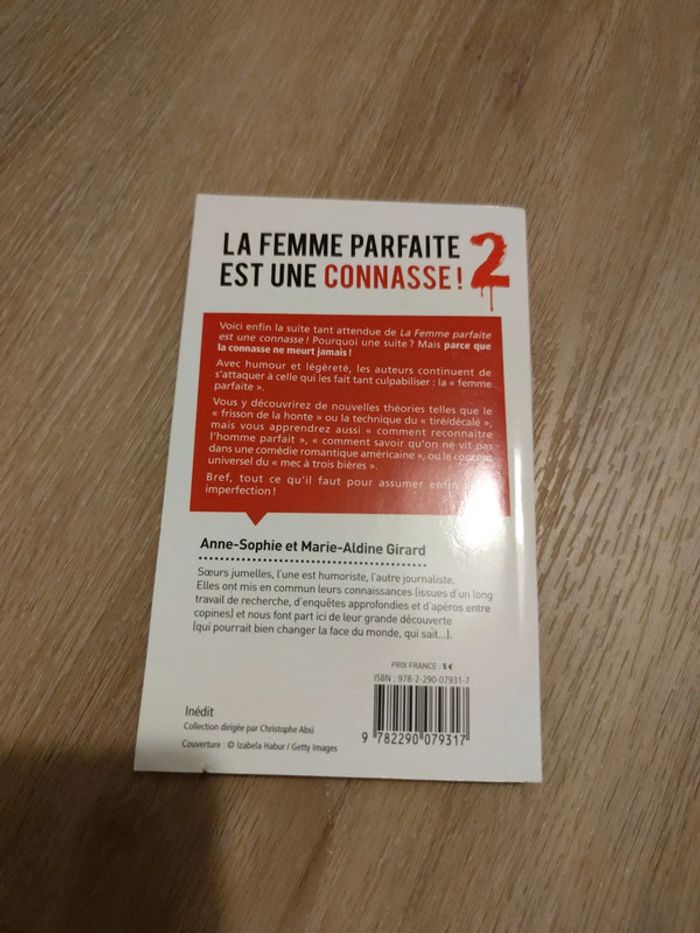 LA FEMME PARFAITE
EST UNE CONNASSE ! 2
Voici enfin la suite tant attendue de La Femme parfaite
est une connasse ! Pourquoi une suite ? Mais parce que
la connasse ne meurt jamais !
Avec humour et légèreté, les auteurs continuent de
s'attaquer à celle qui les fait tant culpabiliser : la « femme
parfaite ».
Vous y découvrirez de nouvelles théories telles que le
« frisson de la honte » ou la technique du « tiré/décalé »,
mais vous apprendrez aussi « comment reconnaître
l'homme parfait », « comment savoir qu'on ne vit pas
dans une comédie romantique américaine », ou le concept
universel du « mec à trois bières ».
Bref, tout ce qu'il faut pour assumer enfin
imperfection !
Anne-Sophie et Marie-Aldine Girard
Sœurs jumelles, l'une est humoriste, l'autre journaliste.
Elles ont mis en commun leurs connaissances (issues d'un long
travail de recherche, d'enquêtes approfondies et d'apéros entre
copines) et nous font part ici de leur grande découverte
(qui pourrait bien changer la face du monde, qui sait...).
PRIX FRANCE : 5 €
ISBN : 978-2-290-07931-7
9 782290 079317
Inédit
Collection dirigée par Christophe Absi
Couverture : © Izabela Habur / Getty Images